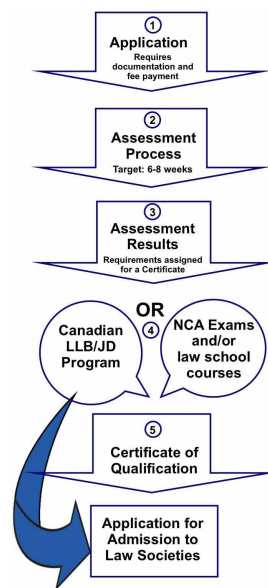 1
Application
Requires
documentation and
fee payment
2
Assessment
Process
Target: 6-8 weeks
3
Assessment
Results
Requirements assigned
for a Certificate
OR
4
Canadian
LLB/JD
Program
NCA Exams
and/or
law school
courses
5
Certificate of
Qualification
Application for
Admission to
Law Societies